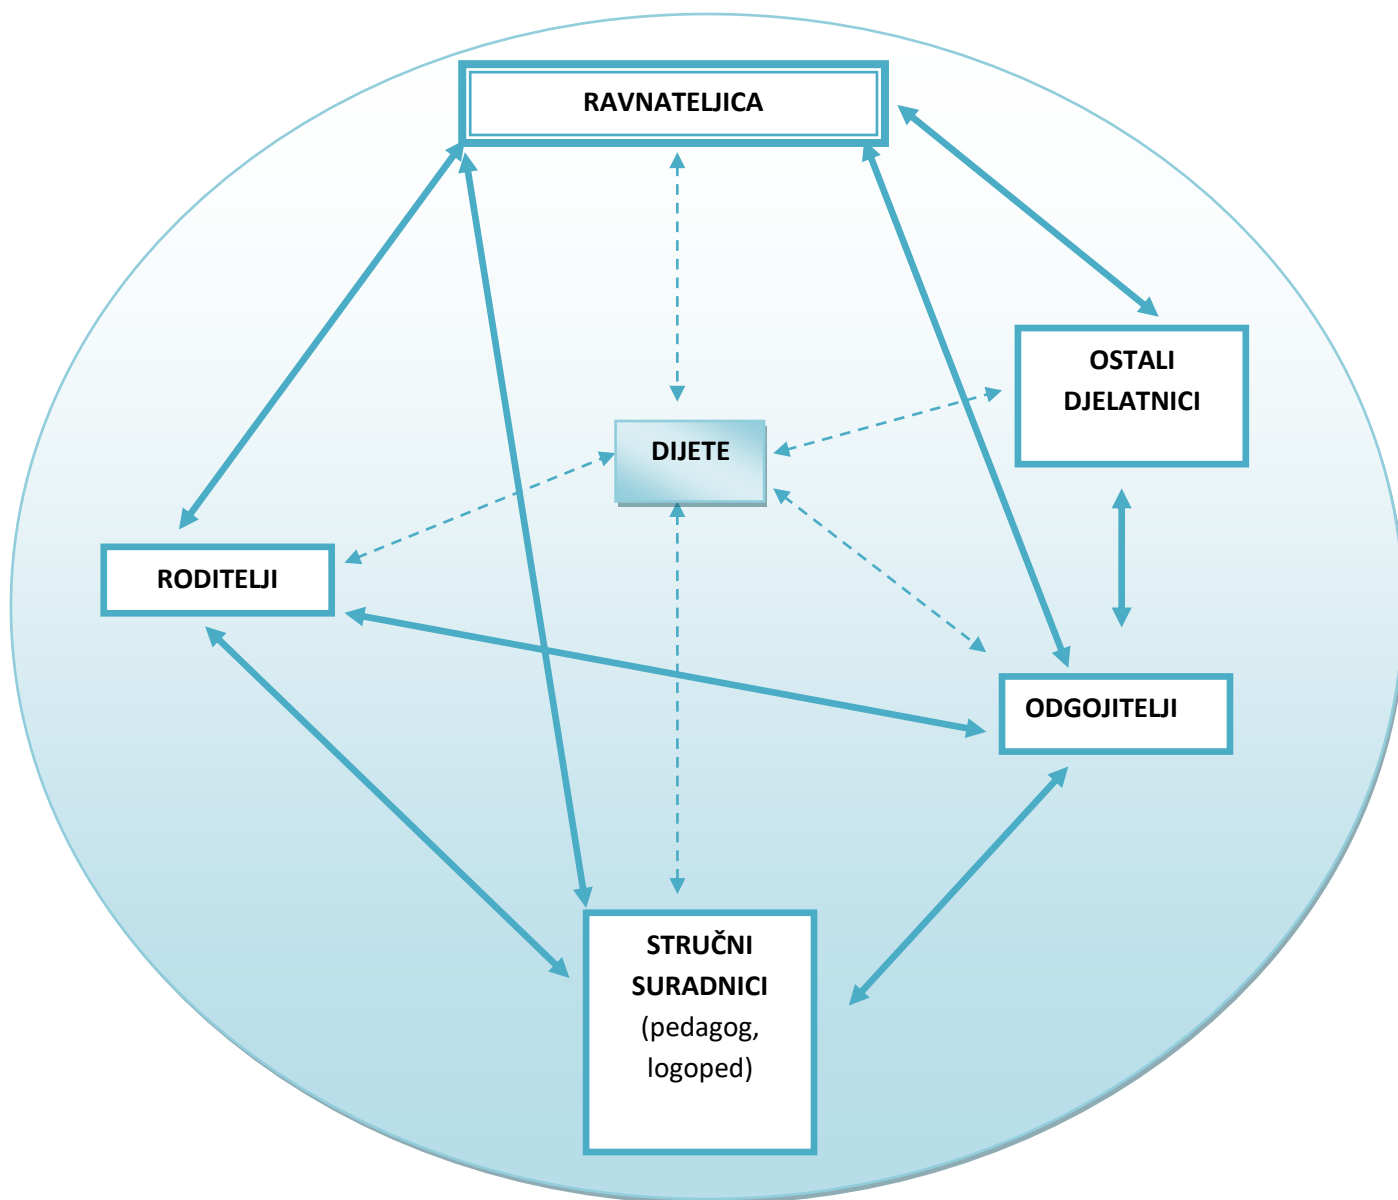 RAVNATELJICA
OSTALI
DJELATNICI
DIJETE
RODITELJI
ODGOJITELJI
STRUČNI
SURADNICI
(pedagog,
logoped)